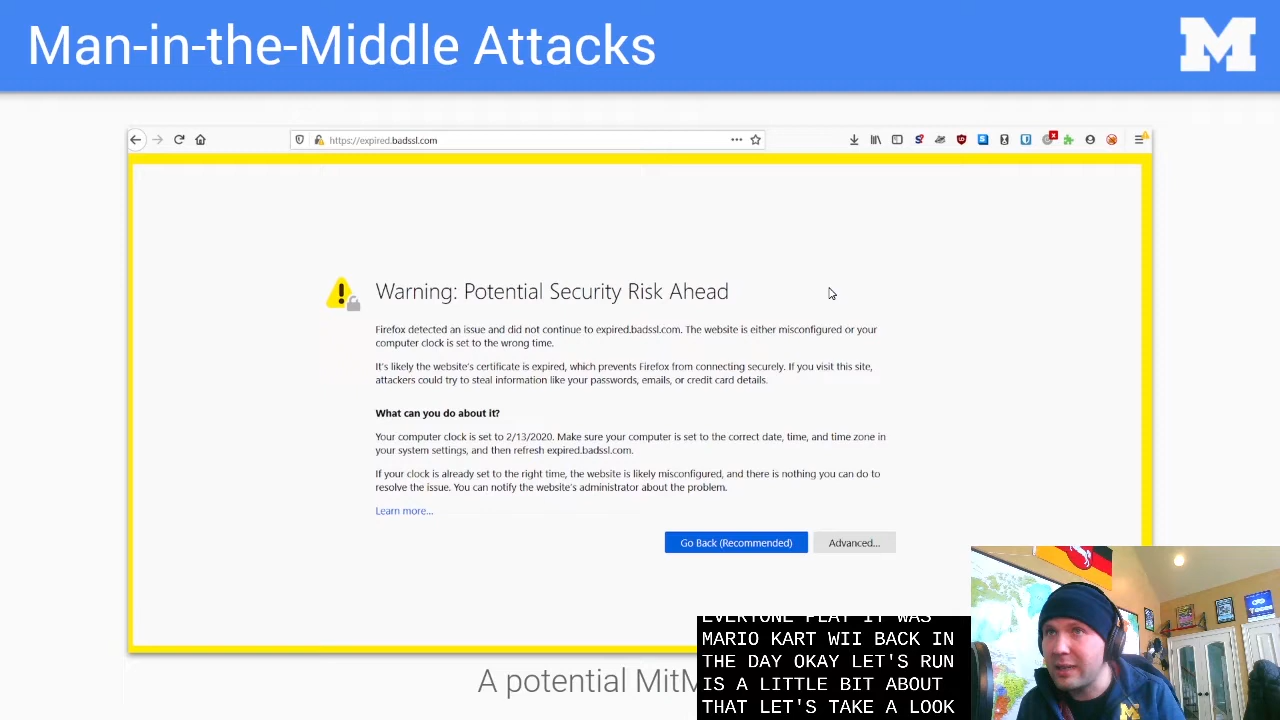 Man-in-the-Middle Attacks
M
https://expired.badssl.com
Warning: Potential Security Risk Ahead
Firefox detected an issue and did not continue to expired.badssl.com. The website is either misconfigured or your
computer clock is set to the wrong time.
It's likely the website's certificate is expired, which prevents Firefox from connecting securely. If you visit this site,
attackers could try to steal information like your passwords, emails, or credit card details.
What can you do about it?
Your computer clock is set to 2/13/2020. Make sure your computer is set to the correct date, time, and time zone in
your system settings, and then refresh expired.badssl.com.
If your clock is already set to the right time, the website is likely misconfigured, and there is nothing you can do to
resolve the issue. You can notify the website's administrator about the problem.
Learn more...
Go Back (Recommended)
Advanced...
A potential MitM
EVERYONE PLAY IT WAS
MARIO KART WII BACK IN
THE DAY OKAY LET'S RUN
IS A LITTLE BIT ABOUT
THAT LET'S TAKE A LOOK
M